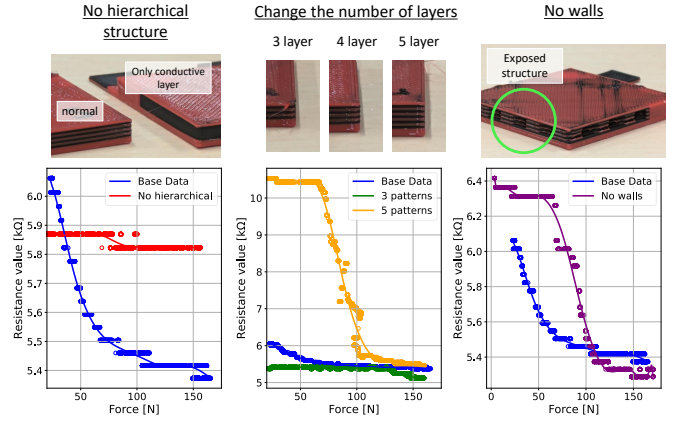 No hierarchical
structure
Change the number of layers
No walls
3 layer
4 layer
5 layer
Only conductive
layer
normal
Exposed
structure
Resistance value [kΩ]
6.0
5.9
5.8
5.7
5.6
5.5
5.4
50
100
150
Force [N]
Base Data
No hierarchical
Resistance value [kΩ]
10
9
8
7
6
5
50
100
150
Force [N]
Base Data
3 patterns
5 patterns
Resistance value [kΩ]
6.4
6.2
6.0
5.8
5.6
5.4
0
50
100
150
Force [N]
Base Data
No walls